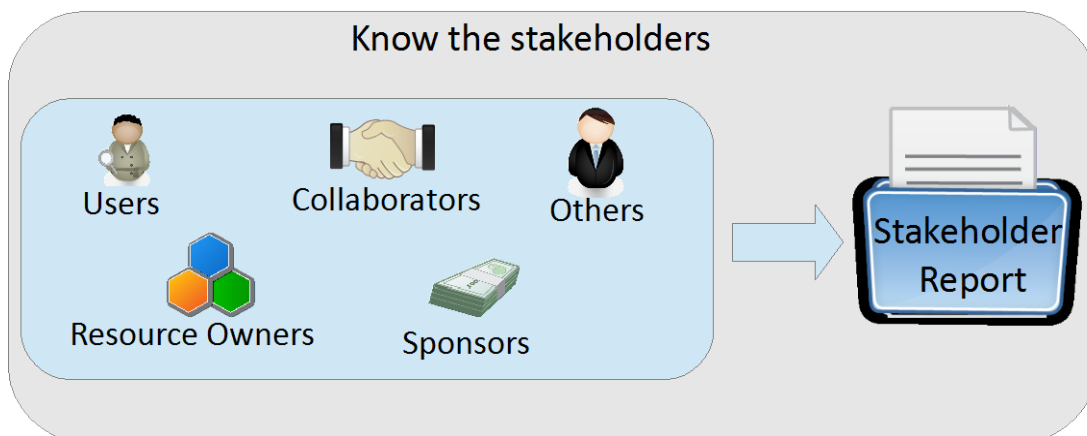 Know the stakeholders
Users
Collaborators
Others
Resource Owners
Sponsors
Stakeholder
Report